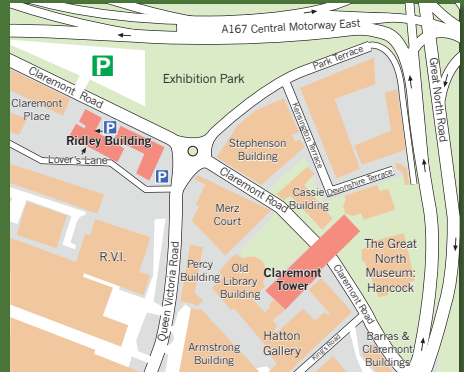 A167 Central Motorway East
P
Exhibition Park
Park Terrace
Great North Road
Claremont Road
Claremont
Place
P
Ridley Building
Lover's Lane
P
Kensington Terrace
Stephenson
Building
Claremont Road
Devonshire Terrace
Cassie
Building
Merz
Court
Queen Victoria Road
R.V.I.
Percy
Building
Old
Library
Building
Claremont
Tower
The Great
North
Museum:
Hancock
Claremont Road
Armstrong
Building
Hatton
Gallery
King's Road
Barras &
Claremont
Buildings